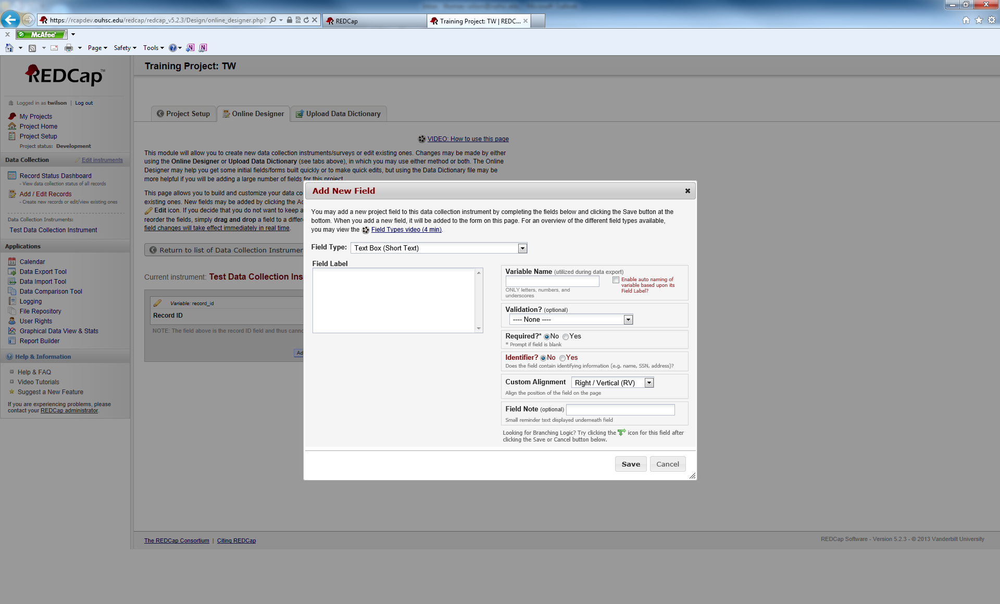 https://rcapdev.ouhsc.edu/redcap/redcap_v5.2.3/Design/online_designer.php?
REDCap
Training Project: TW | REDC...
McAfee
Page
Safety
Tools
REDCap™
Logged in as twilson | Log out
My Projects
Project Home
Project Setup
Project status: Development
Data Collection
Edit instruments
Record Status Dashboard
- View data collection status of all records
Add / Edit Records
- Create new records or edit/view existing ones
Data Collection Instruments:
Test Data Collection Instrument
Applications
Calendar
Data Export Tool
Data Import Tool
Data Comparison Tool
Logging
File Repository
User Rights
Graphical Data View & Stats
Report Builder
Help & Information
Help & FAQ
Video Tutorials
Suggest a New Feature
If you are experiencing problems, please
contact your REDCap administrator.
Training Project: TW
Project Setup
Online Designer
Upload Data Dictionary
VIDEO: How to use this page
This module will allow you to create new data collection instruments/surveys or edit existing ones. Changes may be made by either
using the Online Designer or Upload Data Dictionary (see tabs above), in which you may use either method or both. The Online
Designer may help you get some initial fields/forms built quickly or to make quick edits, but using the Data Dictionary file may be
more helpful if you will be adding a large number of fields for this project.
This page allows you to build and customize your data co
existing ones. New fields may be added by clicking the Ad
Edit icon. If you decide that you do not want to keep a
reorder the fields, simply drag and drop a field to a diffe
field changes will take effect immediately in real time.
Return to list of Data Collection Instrumen
Current instrument: Test Data Collection Ins
Variable: record_id
Record ID
NOTE: The field above is the record ID field and thus canno
Ad
Add New Field
You may add a new project field to this data collection instrument by completing the fields below and clicking the Save button at the
bottom. When you add a new field, it will be added to the form on this page. For an overview of the different field types available,
you may view the Field Types video (4 min).
Field Type: Text Box (Short Text)
Field Label
Variable Name (utilized during data export)
ONLY letters, numbers, and
underscores
Enable auto naming of
variable based upon its
Field Label?
Validation? (optional)
---- None ----
Required?* No Yes
* Prompt if field is blank
Identifier? No Yes
Does the field contain identifying information (e.g. name, SSN, address)?
Custom Alignment Right / Vertical (RV)
Align the position of the field on the page
Field Note (optional)
Small reminder text displayed underneath field
Looking for Branching Logic? Try clicking the icon for this field after
clicking the Save or Cancel button below.
Save
Cancel
The REDCap Consortium | Citing REDCap
REDCap Software - Version 5.2.3 - © 2013 Vanderbilt University